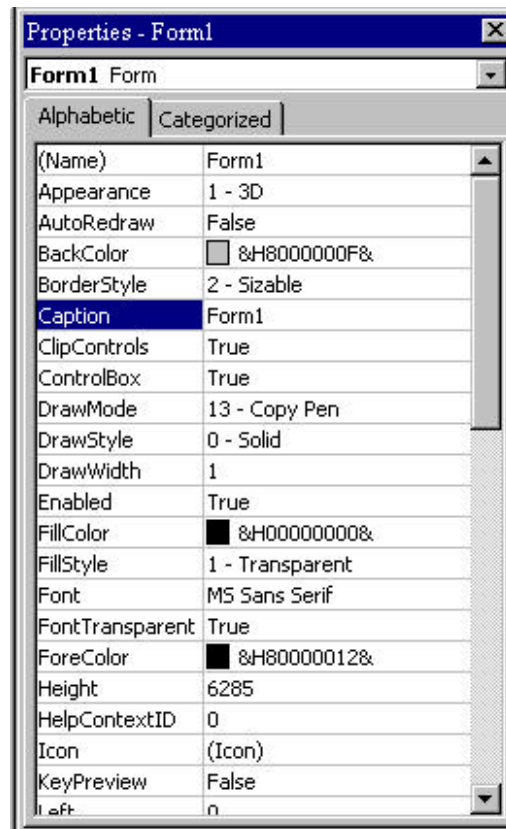 Properties - Form1
Form1 Form
Alphabetic Categorized
(Name) Form1
Appearance 1 - 3D
AutoRedraw False
BackColor &H8000000F&
BorderStyle 2 - Sizable
Caption Form1
ClipControls True
ControlBox True
DrawMode 13 - Copy Pen
DrawStyle 0 - Solid
DrawWidth 1
Enabled True
FillColor &H00000000&
FillStyle 1 - Transparent
Font MS Sans Serif
FontTransparent True
ForeColor &H80000012&
Height 6285
HelpContextID 0
Icon (Icon)
KeyPreview False
Left 0